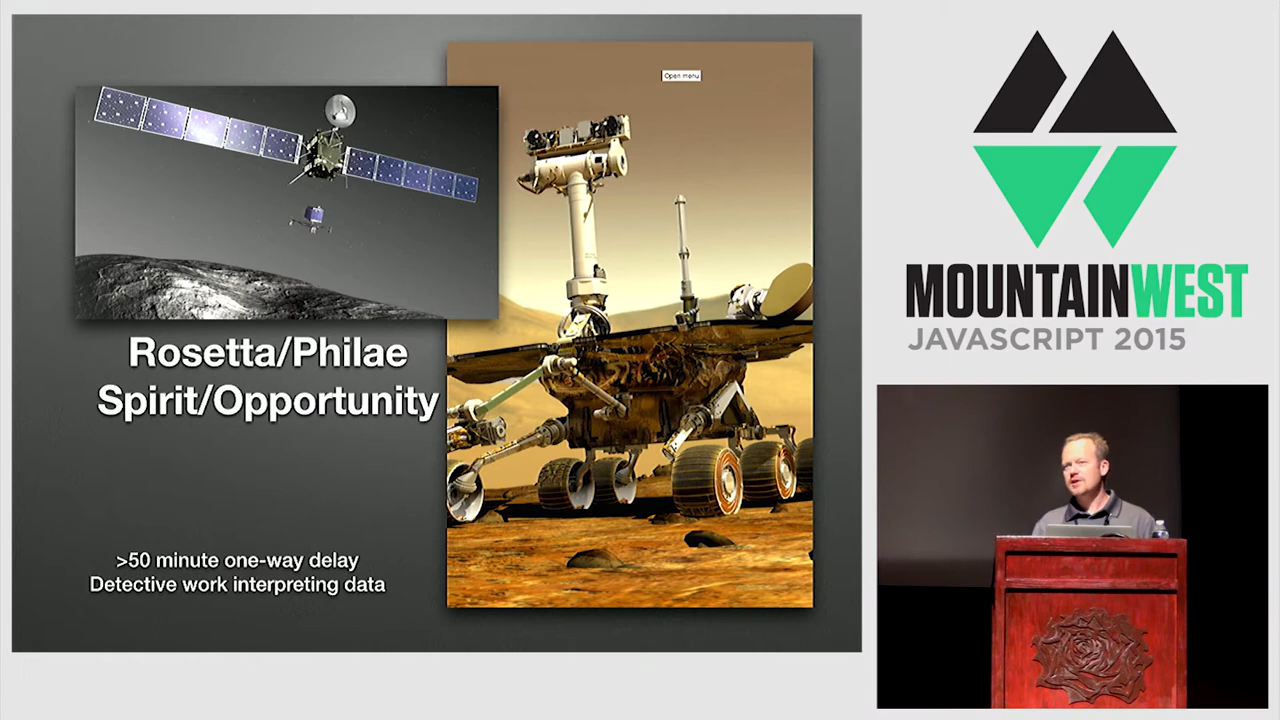 Open menu
Rosetta/Philae
Spirit/Opportunity
>50 minute one-way delay
Detective work interpreting data
MOUNTAINWEST
JAVASCRIPT 2015